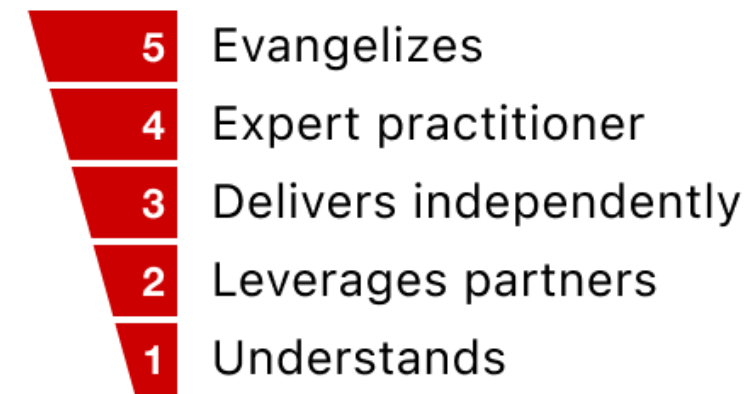 5 Evangelizes
4 Expert practitioner
3 Delivers independently
2 Leverages partners
1 Understands